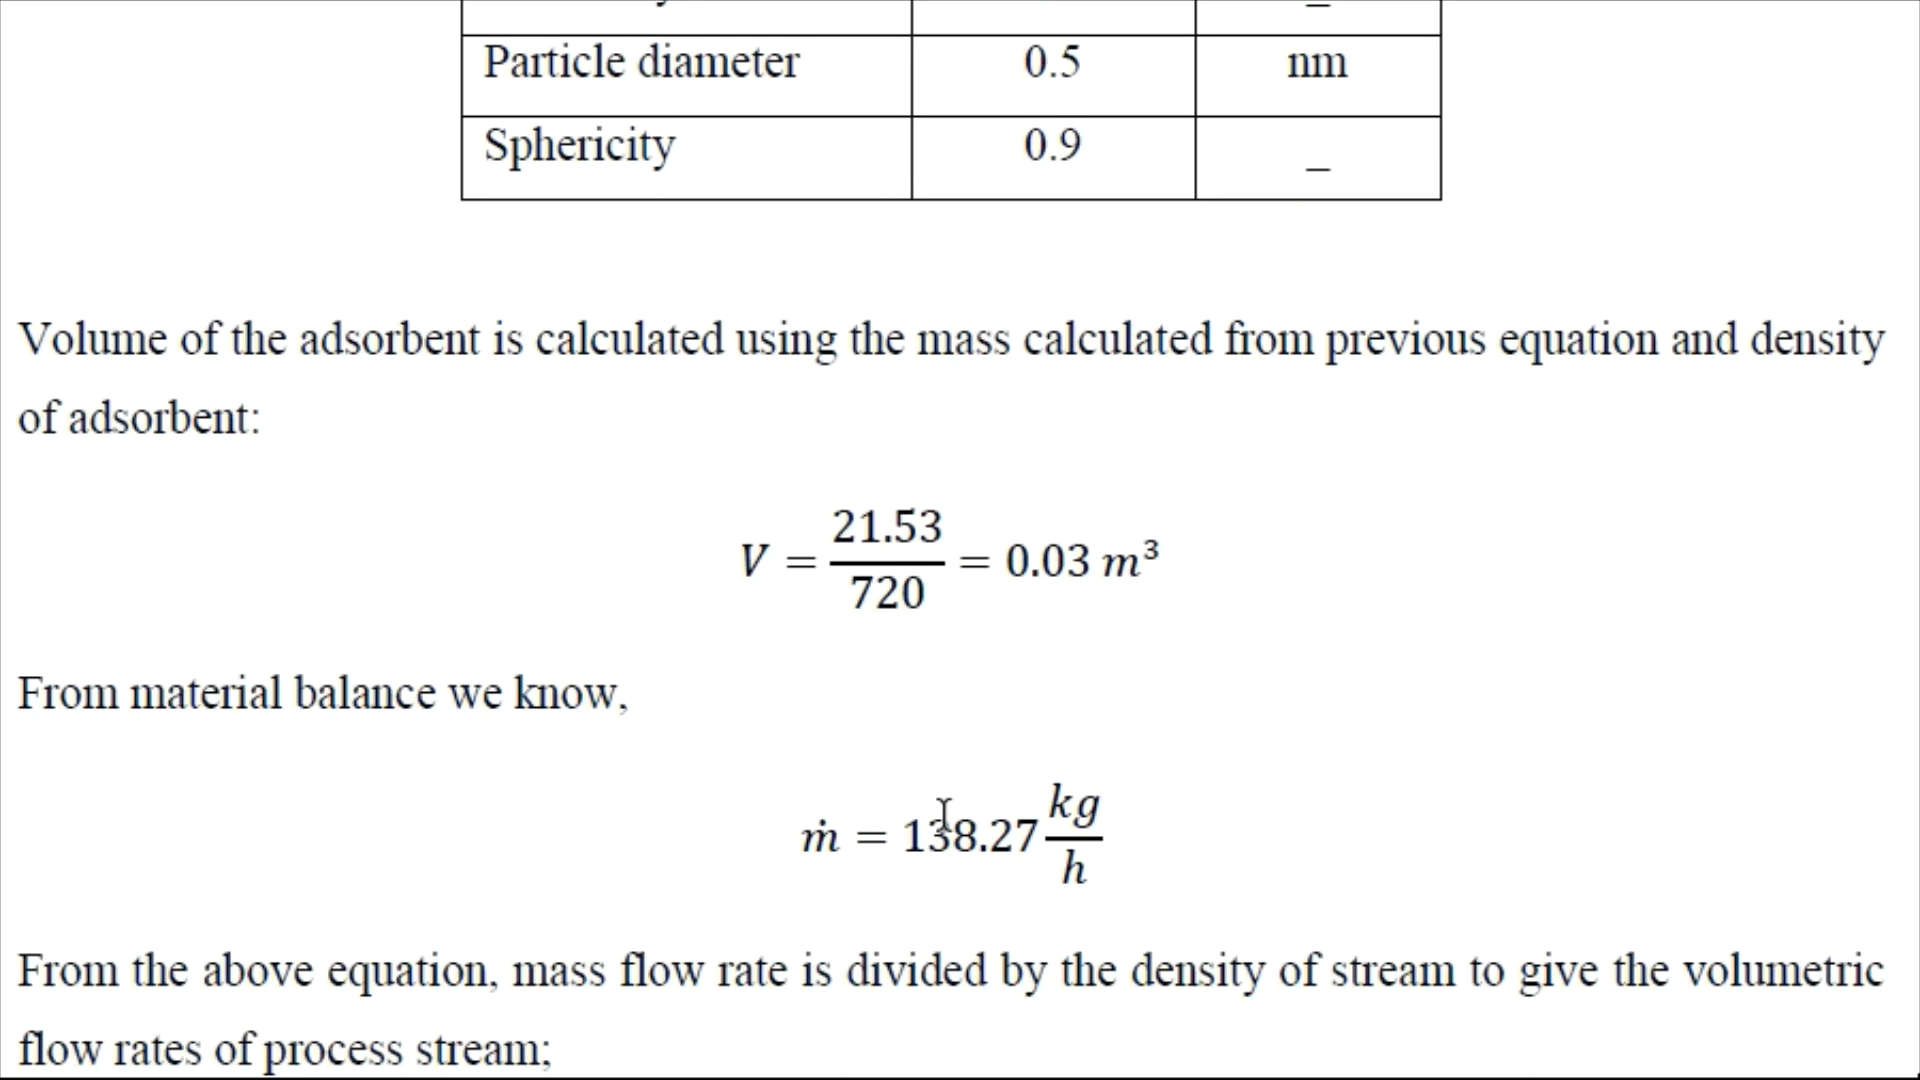 Particle diameter 0.5 nm
Sphericity 0.9 _
Volume of the adsorbent is calculated using the mass calculated from previous equation and density
of adsorbent:
V = 21.53/720 = 0.03 m³
From material balance we know,
ṁ = 138.27 kg/h
From the above equation, mass flow rate is divided by the density of stream to give the volumetric
flow rates of process stream;